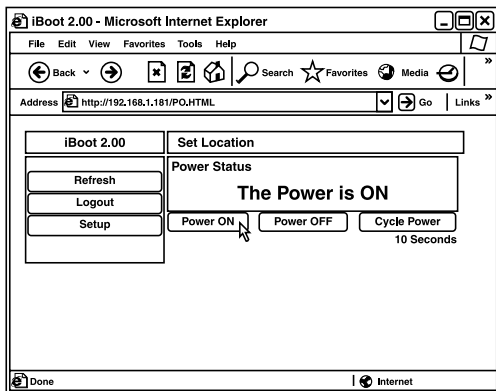 iBoot 2.00 - Microsoft Internet Explorer
File Edit View Favorites Tools Help
Back Search Favorites Media »
Address http://192.168.1.181/PO.HTML Go Links »
iBoot 2.00 Set Location
Power Status
The Power is ON
Refresh
Logout
Setup
Power ON Power OFF Cycle Power
10 Seconds
Done Internet